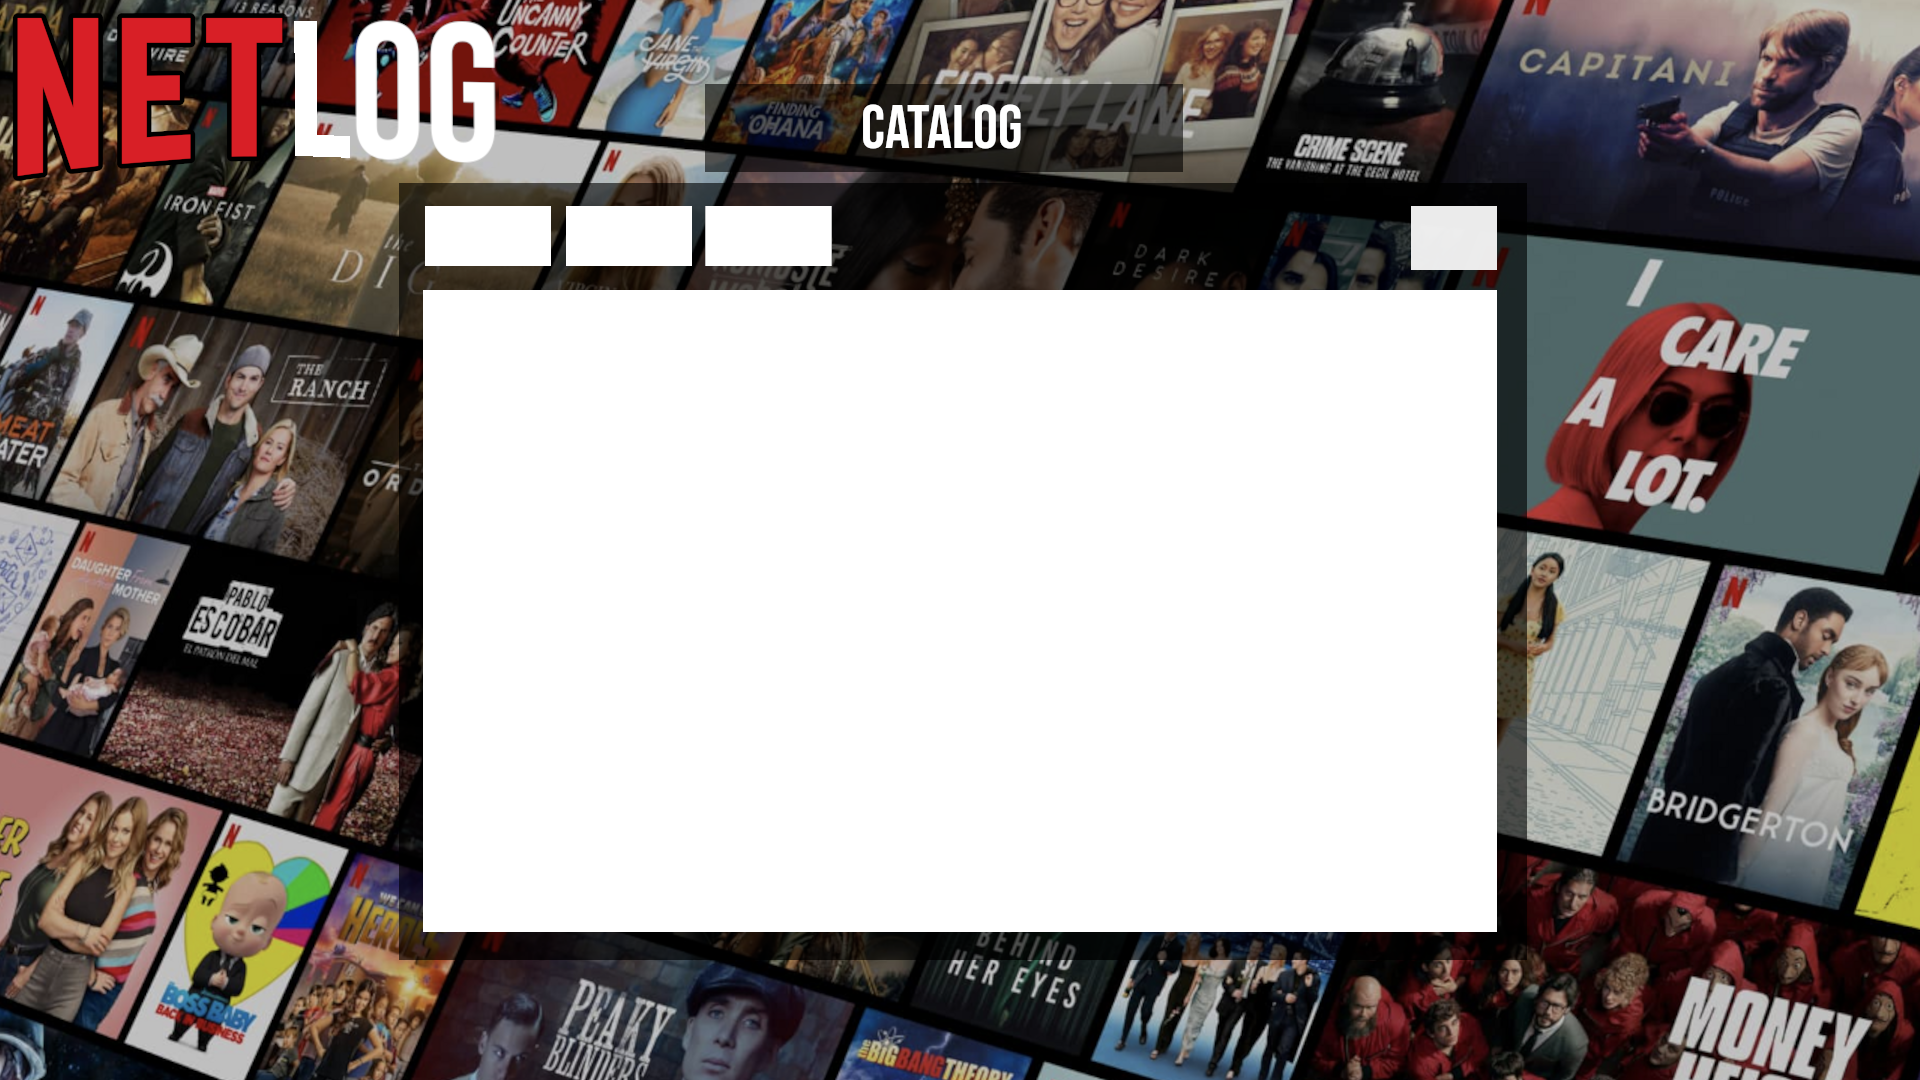 13 REASONS
WIRE
NETLOG
UNCANNY
COUNTER
JANE
VIRGIN
FINDING
'OHANA
FIREFLY LANE
CATALOG
CRIME SCENE
THE VANISHING AT THE CECIL HOTEL
CAPITANI
POLICE
IRON FIST
the
DIG
DARK
DESIRE
I
CARE
A
LOT.
THE
RANCH
MEAT
EATER
DAUGHTER From
MOTHER
PABLO
ESCOBAR
EL PATRÓN DEL MAL
BRIDGERTON
WE CAN
HEROES
BOSS BABY
BACK IN BUSINESS
PEAKY
BLINDERS
BEHIND
HER EYES
the BIG BANG THEORY
MONEY
HEIST